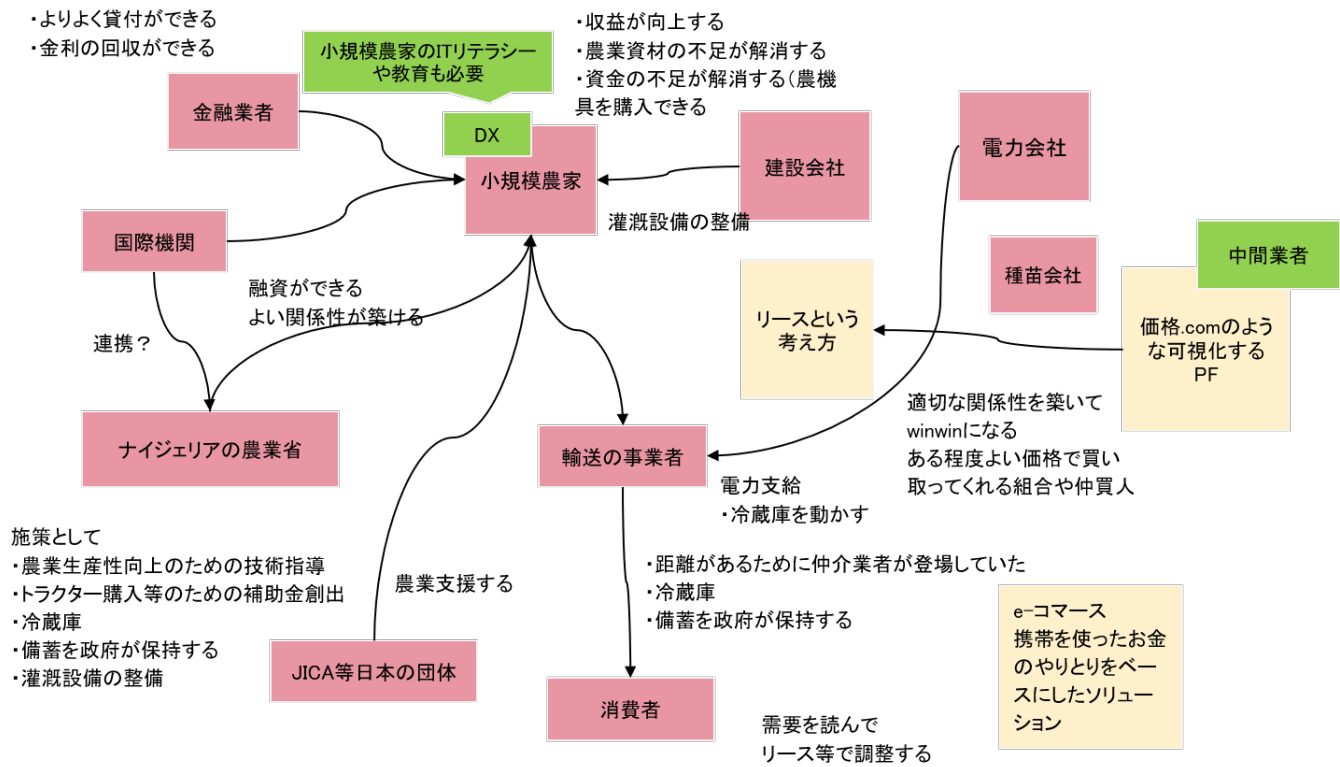 ・よりよく貸付ができる
・金利の回収ができる
小規模農家のITリテラシー
や教育も必要
・収益が向上する
・農業資材の不足が解消する
・資金の不足が解消する(農機
具を購入できる
金融業者
DX
小規模農家
建設会社
電力会社
灌漑設備の整備
国際機関
種苗会社
中間業者
融資ができる
よい関係性が築ける
連携?
リースという
考え方
価格.comのよう
な可視化する
PF
ナイジェリアの農業省
輸送の事業者
適切な関係性を築いて
winwinになる
ある程度よい価格で買い
取ってくれる組合や仲買人
電力支給
・冷蔵庫を動かす
施策として
・農業生産性向上のための技術指導
・トラクター購入等のための補助金創出
・冷蔵庫
・備蓄を政府が保持する
・灌漑設備の整備
農業支援する
・距離があるために仲介業者が登場していた
・冷蔵庫
・備蓄を政府が保持する
JICA等日本の団体
消費者
e-コマース
携帯を使ったお金
のやりとりをベー
スにしたソリュー
ション
需要を読んで
リース等で調整する